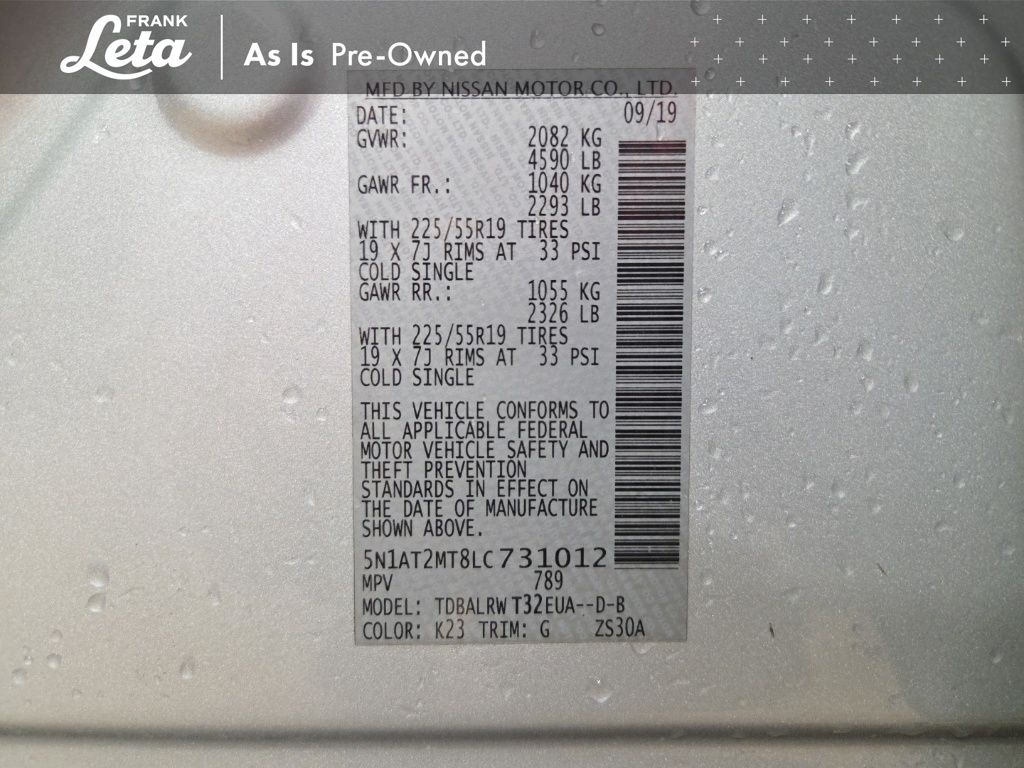 FRANK
Leta
As Is Pre-Owned
MFD BY NISSAN MOTOR CO., LTD.
DATE: 09/19
GVWR: 2082 KG
4590 LB
GAWR FR.: 1040 KG
2293 LB
WITH 225/55R19 TIRES
19 X 7J RIMS AT 33 PSI
COLD SINGLE
GAWR RR.: 1055 KG
2326 LB
WITH 225/55R19 TIRES
19 X 7J RIMS AT 33 PSI
COLD SINGLE
THIS VEHICLE CONFORMS TO
ALL APPLICABLE FEDERAL
MOTOR VEHICLE SAFETY AND
THEFT PREVENTION
STANDARDS IN EFFECT ON
THE DATE OF MANUFACTURE
SHOWN ABOVE.
5N1AT2MT8LC731012
MPV 789
MODEL: TDBALRW T32EUA--D-B
COLOR: K23 TRIM: G ZS30A